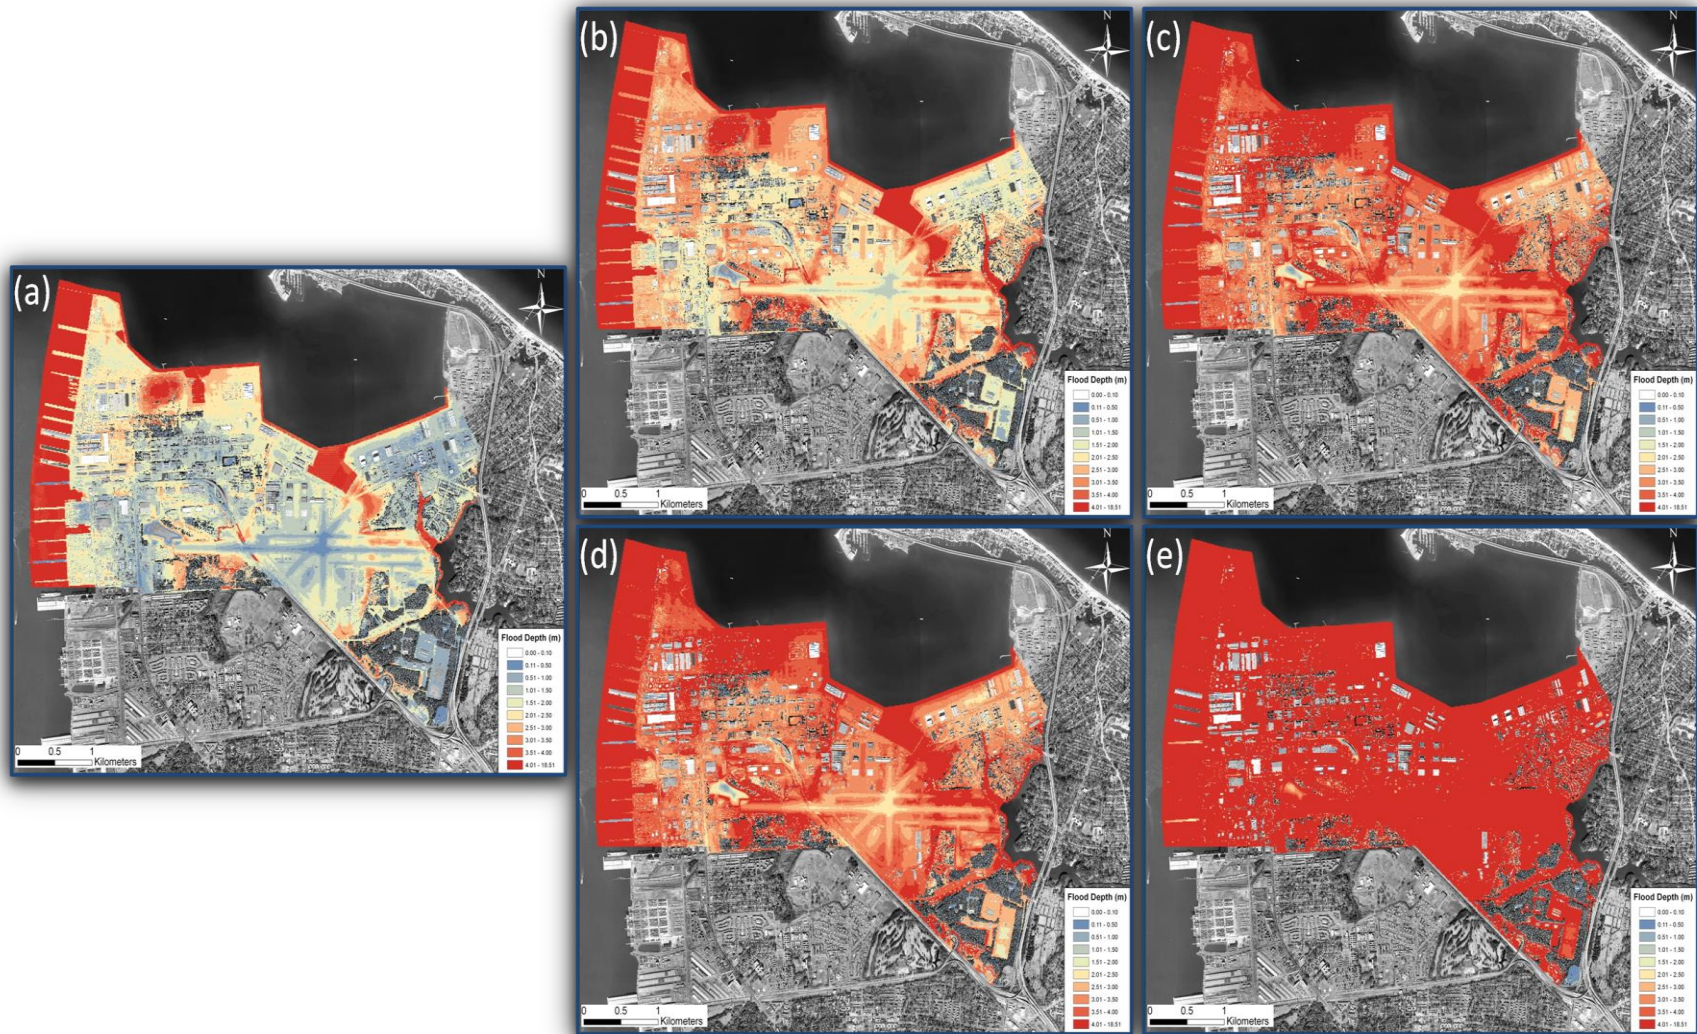 (a)
N
Flood Depth (m)
0.00 - 0.10
0.11 - 0.50
0.51 - 1.00
1.01 - 1.50
1.51 - 2.00
2.01 - 2.50
2.51 - 3.00
3.01 - 3.50
3.51 - 4.00
4.01 - 18.51
0 0.5 1
Kilometers
(b)
N
Flood Depth (m)
0.00 - 0.10
0.11 - 0.50
0.51 - 1.00
1.01 - 1.50
1.51 - 2.00
2.01 - 2.50
2.51 - 3.00
3.01 - 3.50
3.51 - 4.00
4.01 - 18.51
0 0.5 1
Kilometers
(c)
N
Flood Depth (m)
0.00 - 0.10
0.11 - 0.50
0.51 - 1.00
1.01 - 1.50
1.51 - 2.00
2.01 - 2.50
2.51 - 3.00
3.01 - 3.50
3.51 - 4.00
4.01 - 18.51
0 0.5 1
Kilometers
(d)
N
Flood Depth (m)
0.00 - 0.10
0.11 - 0.50
0.51 - 1.00
1.01 - 1.50
1.51 - 2.00
2.01 - 2.50
2.51 - 3.00
3.01 - 3.50
3.51 - 4.00
4.01 - 18.51
0 0.5 1
Kilometers
(e)
N
Flood Depth (m)
0.00 - 0.10
0.11 - 0.50
0.51 - 1.00
1.01 - 1.50
1.51 - 2.00
2.01 - 2.50
2.51 - 3.00
3.01 - 3.50
3.51 - 4.00
4.01 - 18.51
0 0.5 1
Kilometers